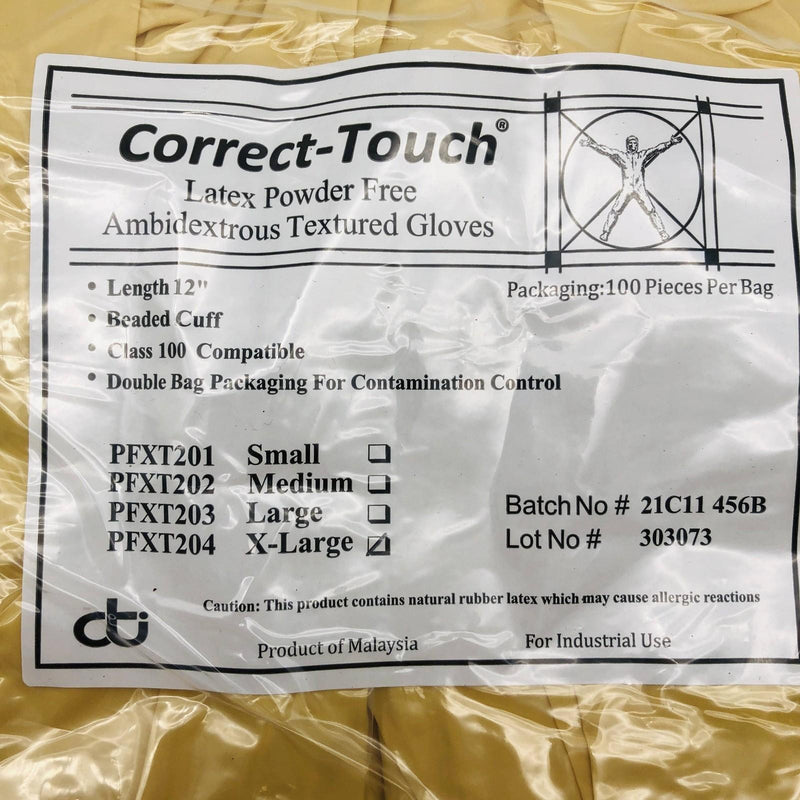 Correct-Touch®
Latex Powder Free
Ambidextrous Textured Gloves
• Length 12"
Packaging:100 Pieces Per Bag
• Beaded Cuff
• Class 100 Compatible
• Double Bag Packaging For Contamination Control
PFXT201 Small ☐
PFXT202 Medium ☐
PFXT203 Large ☐
PFXT204 X-Large ☑
Batch No # 21C11 456B
Lot No # 303073
Caution: This product contains natural rubber latex which may cause allergic reactions
cti
Product of Malaysia
For Industrial Use